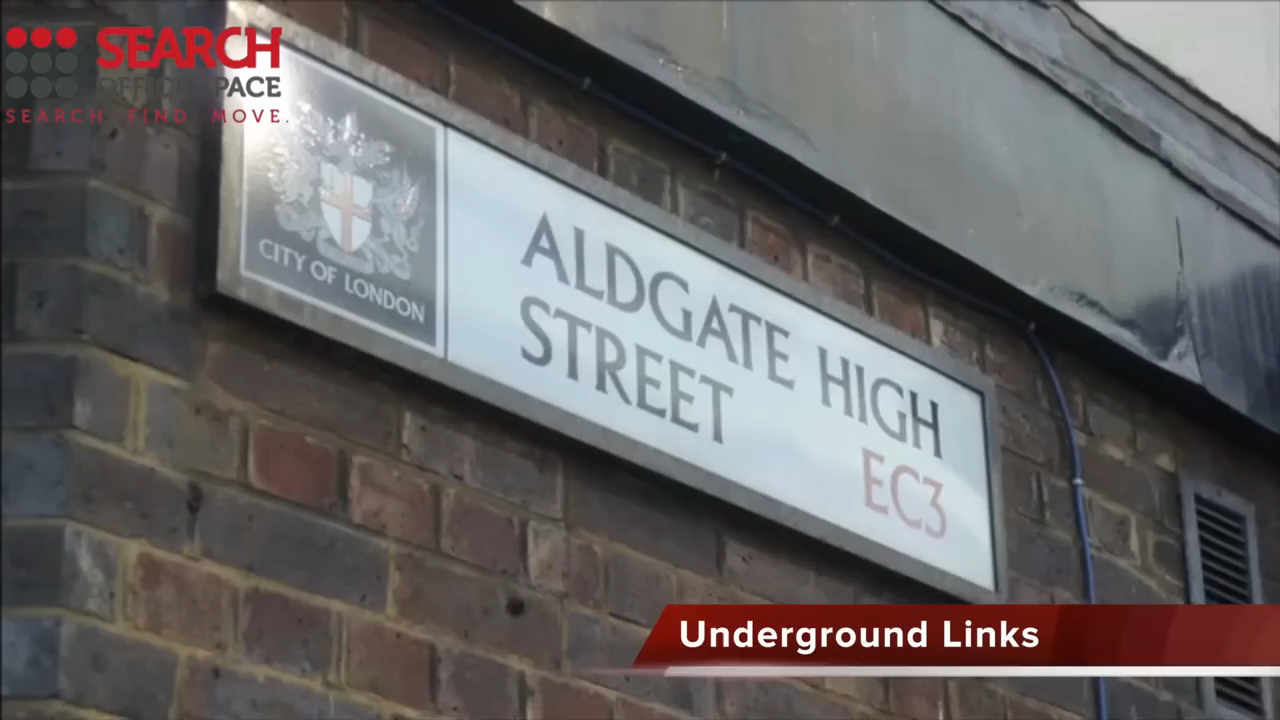 SEARCH
OFFICE SPACE
SEARCH. FIND. MOVE.
CITY OF LONDON
ALDGATE HIGH
STREET
EC3
Underground Links